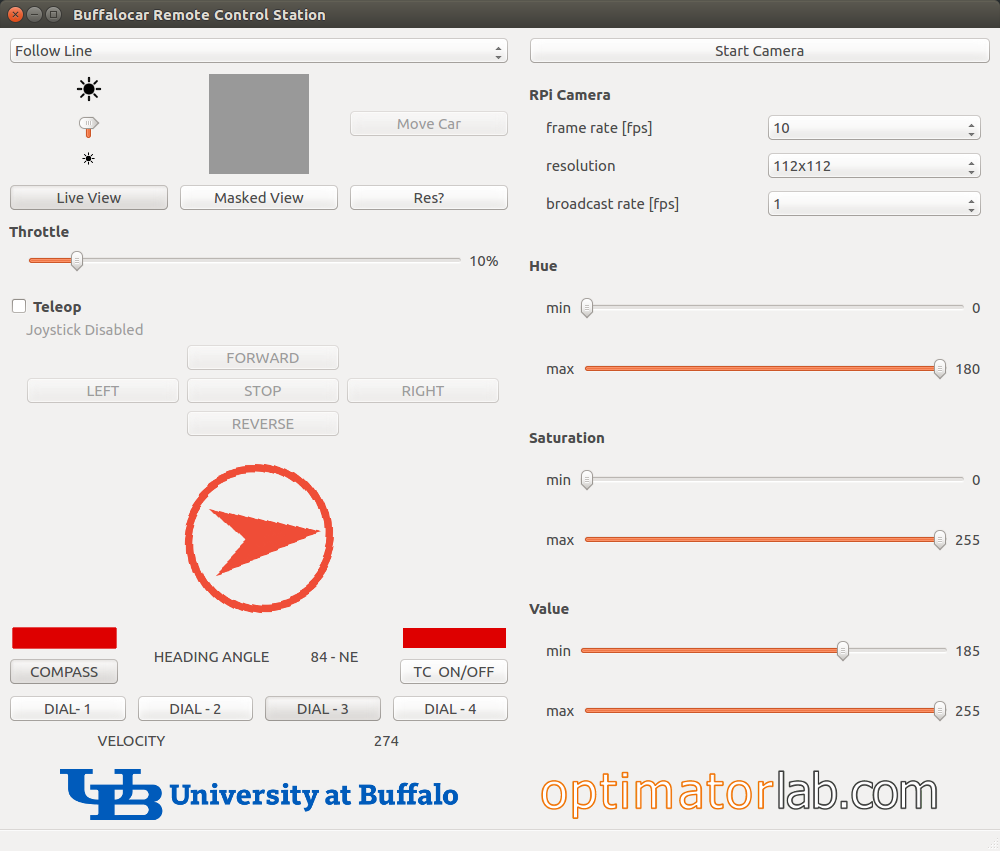 Buffalocar Remote Control Station
Follow Line
Start Camera
Move Car
Live View
Masked View
Res?
Throttle
10%
Teleop
Joystick Disabled
FORWARD
LEFT
STOP
RIGHT
REVERSE
COMPASS
HEADING ANGLE
84 - NE
TC ON/OFF
DIAL- 1
DIAL - 2
DIAL - 3
DIAL - 4
VELOCITY
274
UB University at Buffalo
RPi Camera
frame rate [fps]
10
resolution
112x112
broadcast rate [fps]
1
Hue
min
0
max
180
Saturation
min
0
max
255
Value
min
185
max
255
optimatorlab.com